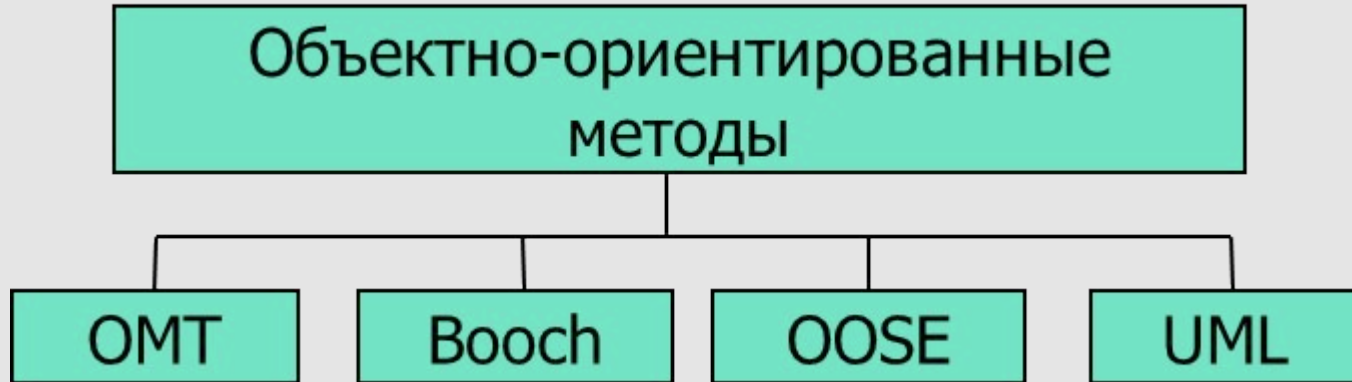 Объектно-ориентированные
методы
OMT
Booch
OOSE
UML